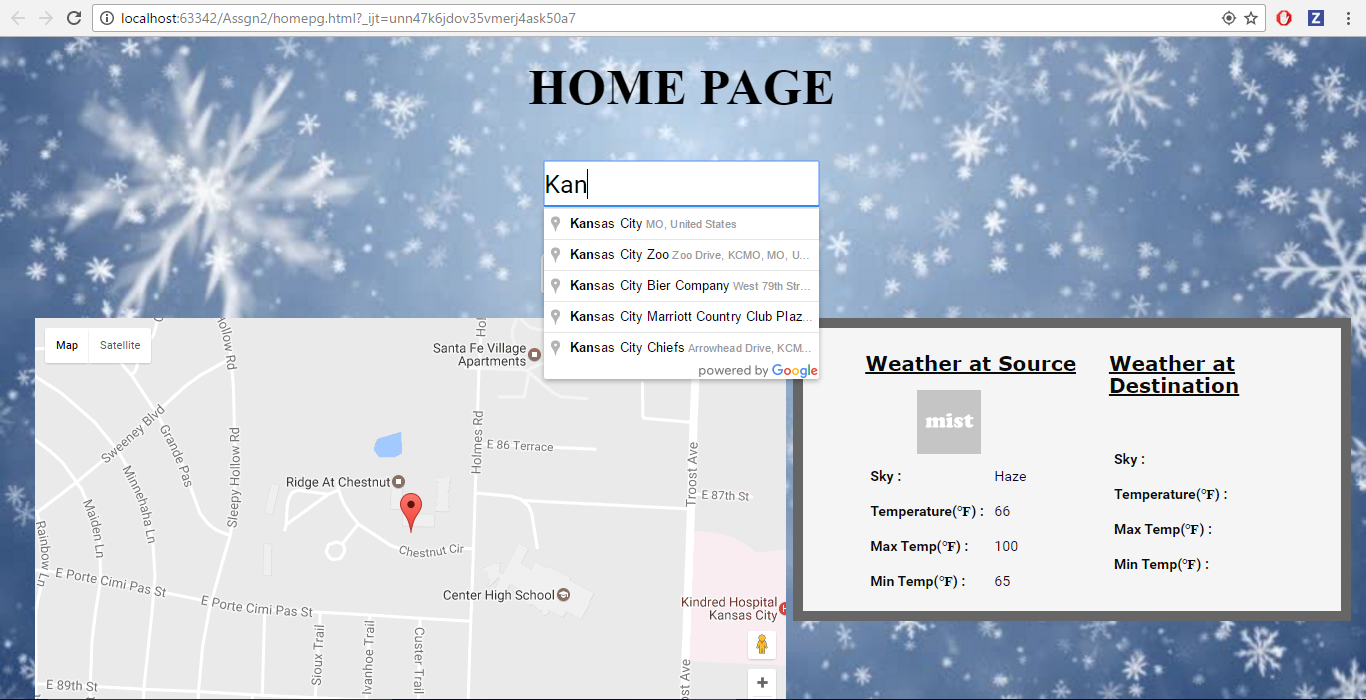 localhost:63342/Assgn2/homepg.html?_ijt=unn47k6jdov35vmerj4ask50a7
Z
HOME PAGE
Kan
Kansas City MO, United States
Kansas City Zoo Zoo Drive, KCMO, MO, U...
Kansas City Bier Company West 79th Str...
Kansas City Marriott Country Club Plaz...
Kansas City Chiefs Arrowhead Drive, KCM...
powered by Google
Map Satellite
Hollow Rd
Santa Fe Village
Apartments
Sweeney Blvd
Grande Pas
Sleepy Hollow Rd
Minnehaha Ln
Maiden Ln
Rainbow Ln
Holmes Rd
E 86 Terrace
Troost Ave
E 87th St
Ridge At Chestnut
Chestnut Cir
E Porte Cimi Pas St
E Porte Cimi Pas St
Center High School
Kindred Hospital
Kansas City
H
Sioux Trail
Ivanhoe Trail
Custer Trail
Troost Ave
E 89th St
+
Weather at Source
mist
Sky : Haze
Temperature(°F) : 66
Max Temp(°F) : 100
Min Temp(°F) : 65
Weather at
Destination
Sky :
Temperature(°F) :
Max Temp(°F) :
Min Temp(°F) :